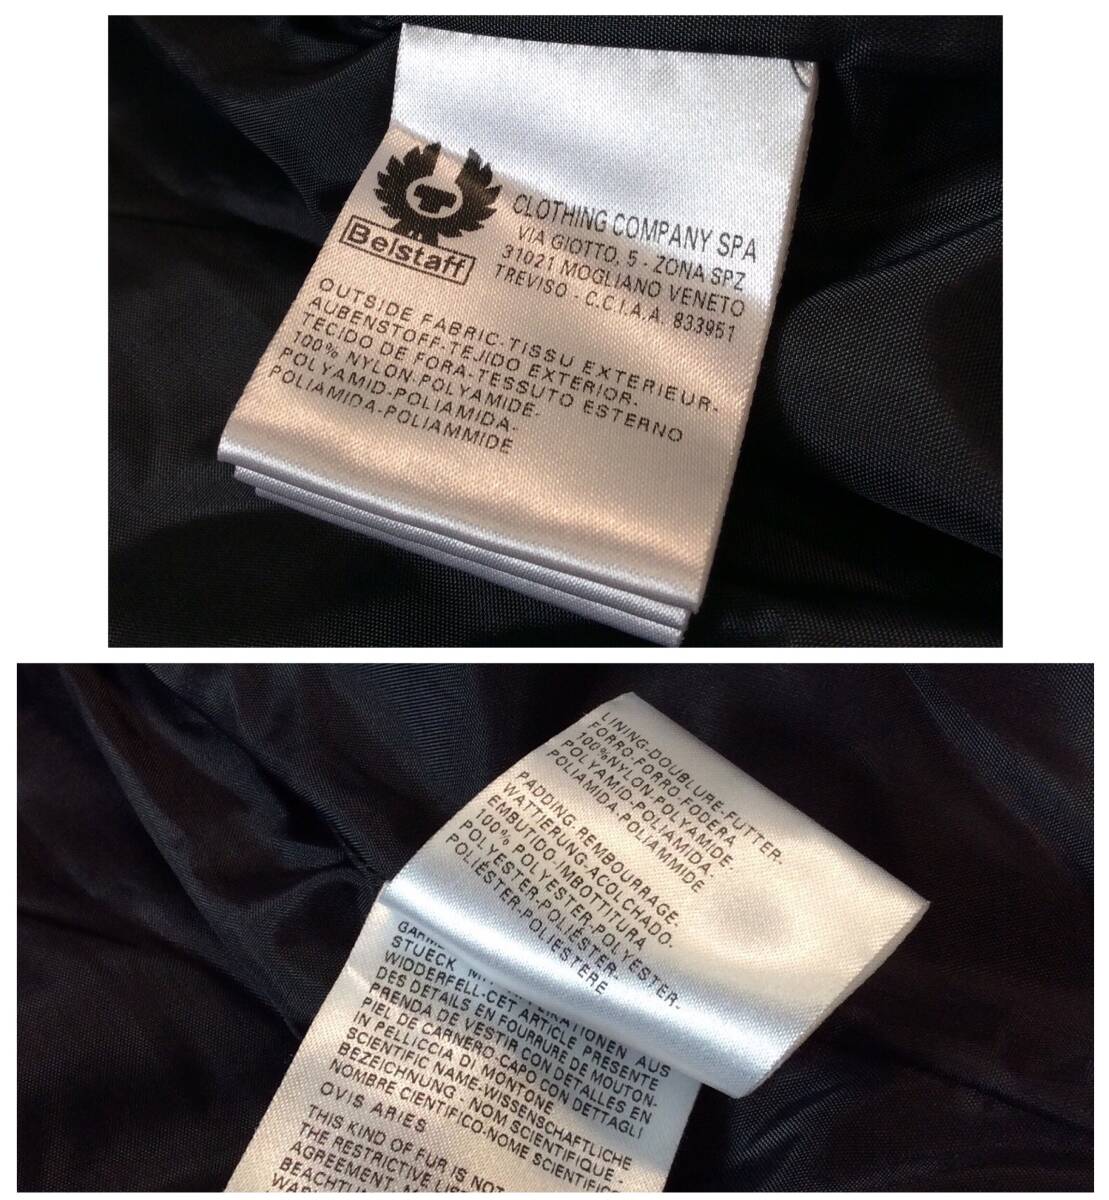 Belstaff
CLOTHING COMPANY SPA
VIA GIOTTO, 5 - ZONA SPZ
31021 MOGLIANO VENETO
TREVISO - C.C.I.A.A. 833951
OUTSIDE FABRIC-TISSU EXTERIEUR-
AUBENSTOFF-TEJIDO EXTERIOR-
TECIDO DE FORA-TESSUTO ESTERNO
100% NYLON-POLYAMIDE-
POLYAMID-POLIAMIDA-
POLIAMIDA-POLIAMMIDE
LINING-DOUBLURE-FUTTER-
FORRO-FORRO-FODERA
100%NYLON-POLYAMIDE-
POLYAMID-POLIAMIDA-
POLIAMIDA-POLIAMMIDE
PADDING-REMBOURRAGE-
WATTIERUNG-ACOLCHADO-
EMBUTIDO-IMBOTTITURA
100% POLYESTER-POLYESTER-
POLYESTER-POLIÉSTER-
POLIÉSTER-POLIESTERE
STUECK
WIDDERFELL-CET ARTICLE PRÉSENTE
DES DETAILS EN FOURRURE DE MOUTON-
PRENDA DE VESTIR CON DETALLES EN
PIEL DE CARNERO-CAPO CON DETTAGLI
IN PELLICCIA DI MONTONE
SCIENTIFIC NAME-WISSENSCHAFTLICHE
BEZEICHNUNG - NOM SCIENTIFIQUE -
NOMBRE CIENTIFICO-NOME SCIENTIFIC
OVIS ARIES
THIS KIND OF FUR IS NOT
THE RESTRICTIVE
AGREEMENT.